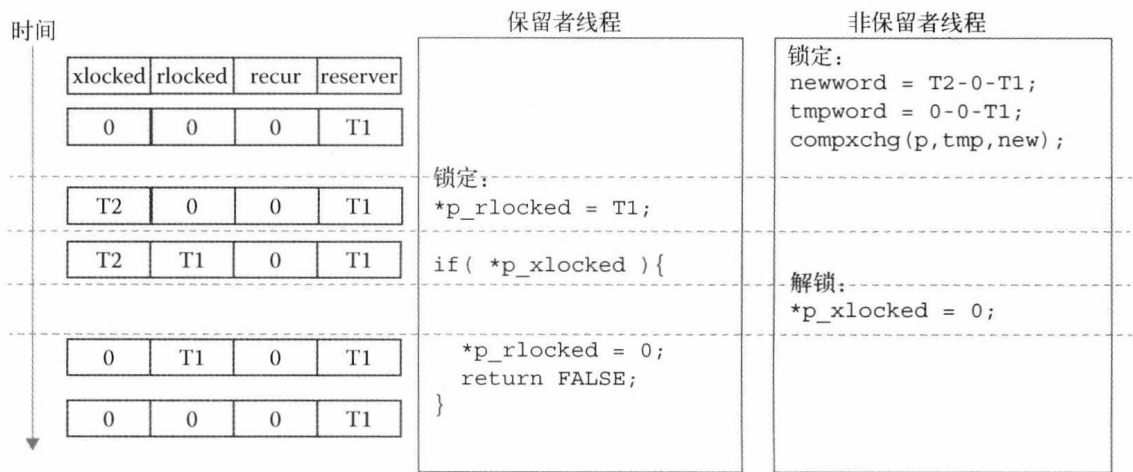 时间
保留者线程
非保留者线程
xlocked rlocked recur reserver
0 0 0 T1
锁定:
newword = T2-0-T1;
tmpword = 0-0-T1;
compxchg(p,tmp,new);
锁定:
T2 0 0 T1
*p_rlocked = T1;
T2 T1 0 T1
if( *p_xlocked ){
解锁:
*p_xlocked = 0;
0 T1 0 T1
*p_rlocked = 0;
return FALSE;
}
0 0 0 T1